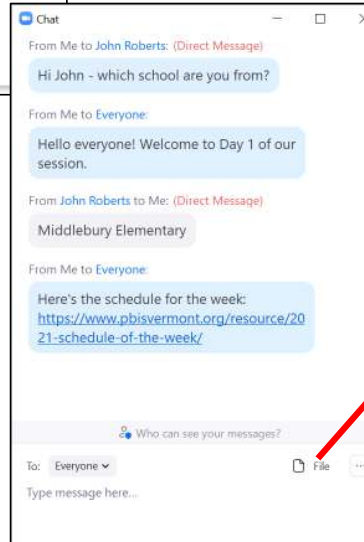 Chat
From Me to John Roberts: (Direct Message)
Hi John - which school are you from?
From Me to Everyone:
Hello everyone! Welcome to Day 1 of our
session.
From John Roberts to Me: (Direct Message)
Middlebury Elementary
From Me to Everyone:
Here's the schedule for the week:
https://www.pbisvermont.org/resource/20
21-schedule-of-the-week/
Who can see your messages?
To: Everyone
File
Type message here...